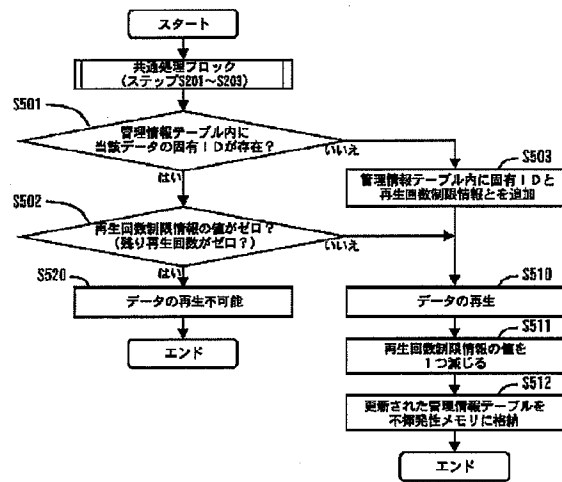 スタート
共通処理ブロック
(ステップS201~S203)
S501
管理情報テーブル内に
当該データの固有IDが存在?
いいえ
はい
S503
管理情報テーブル内に固有IDと
再生回数制限情報とを追加
S502
再生回数制限情報の値がゼロ?
(残り再生回数がゼロ?)
いいえ
はい
S520
データの再生不可能
エンド
S510
データの再生
S511
再生回数制限情報の値を
1つ減じる
S512
更新された管理情報テーブルを
不揮発性メモリに格納
エンド